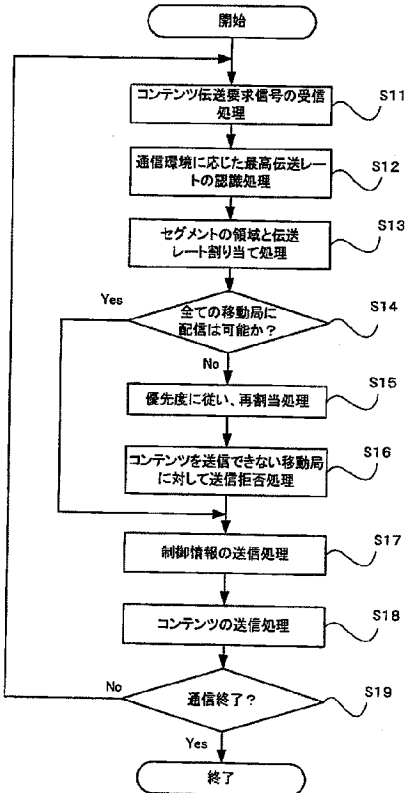 開始
コンテンツ伝送要求信号の受信
処理
S11
通信環境に応じた最高伝送レー
トの認識処理
S12
セグメントの領域と伝送
レート割り当て処理
S13
Yes
全ての移動局に
配信は可能か?
S14
No
優先度に従い、再割当処理
S15
コンテンツを送信できない移動局
に対して送信拒否処理
S16
制御情報の送信処理
S17
コンテンツの送信処理
S18
No
通信終了?
S19
Yes
終了